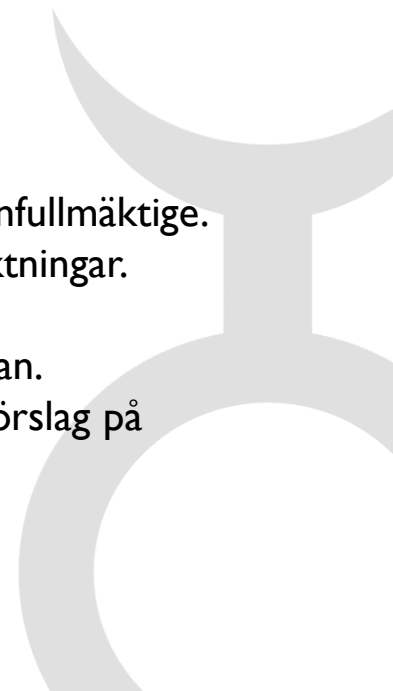 nfullmäktige.
ktningar.
an.
örslag på